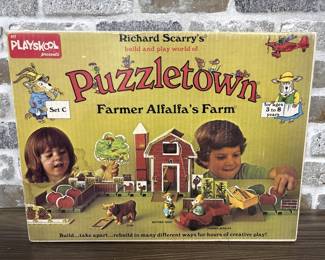 Richard Scarry's
PLAYSKOOL
presents
build and play world of
Puzzletown
Set C
Farmer Alfalfa's Farm
for ages
3 to 8
years
Build...take apart...rebuild in many different ways for hours of creative play!